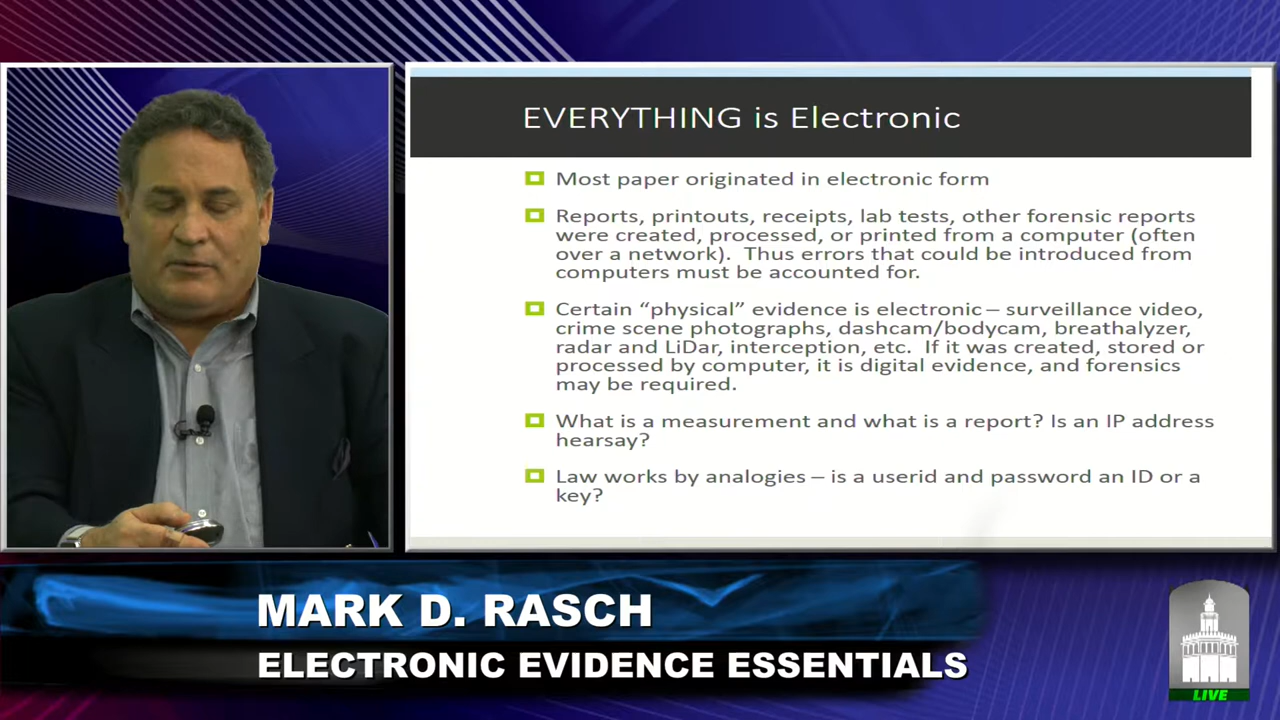 EVERYTHING is Electronic
Most paper originated in electronic form
Reports, printouts, receipts, lab tests, other forensic reports
were created, processed, or printed from a computer (often
over a network).  Thus errors that could be introduced from
computers must be accounted for.
Certain “physical” evidence is electronic – surveillance video,
crime scene photographs, dashcam/bodycam, breathalyzer,
radar and LiDar, interception, etc.  If it was created, stored or
processed by computer, it is digital evidence, and forensics
may be required.
What is a measurement and what is a report? Is an IP address
hearsay?
Law works by analogies – is a userid and password an ID or a
key?
MARK D. RASCH
ELECTRONIC EVIDENCE ESSENTIALS
LIVE